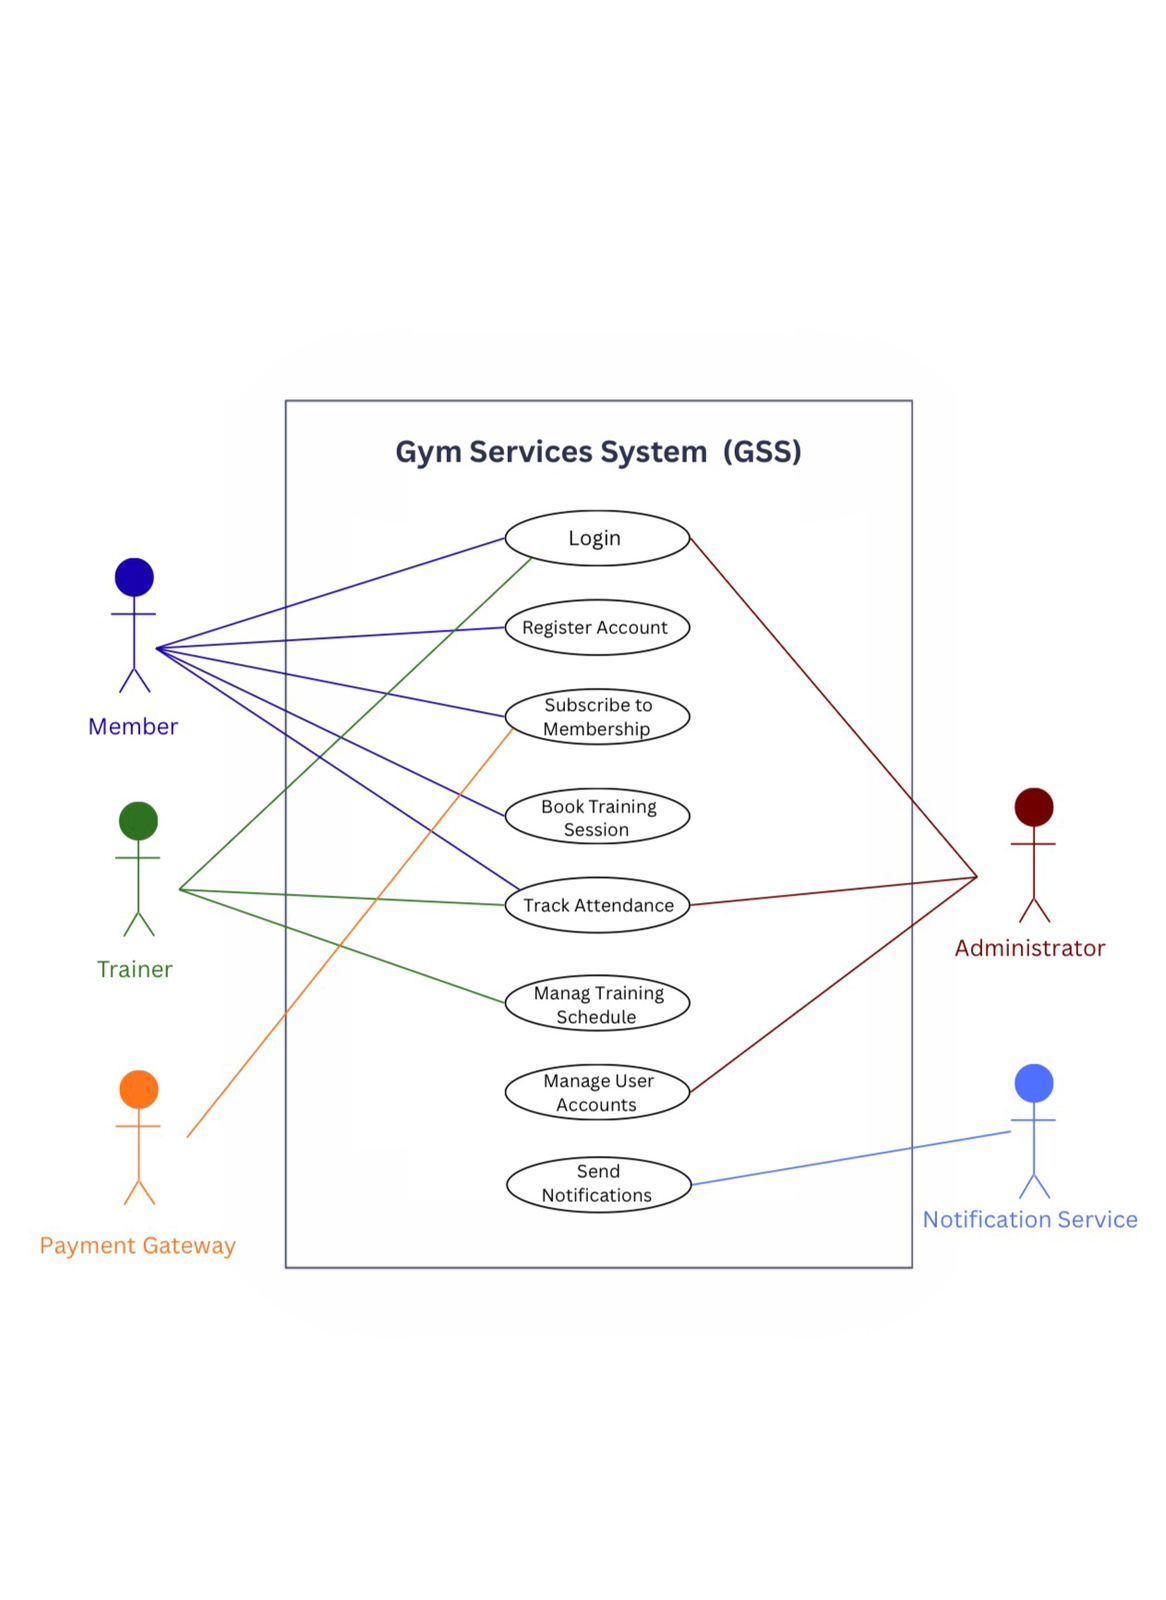 Gym Services System (GSS)
Login
Register Account
Subscribe to
Membership
Book Training
Session
Track Attendance
Manag Training
Schedule
Manage User
Accounts
Send
Notifications
Member
Trainer
Payment Gateway
Administrator
Notification Service